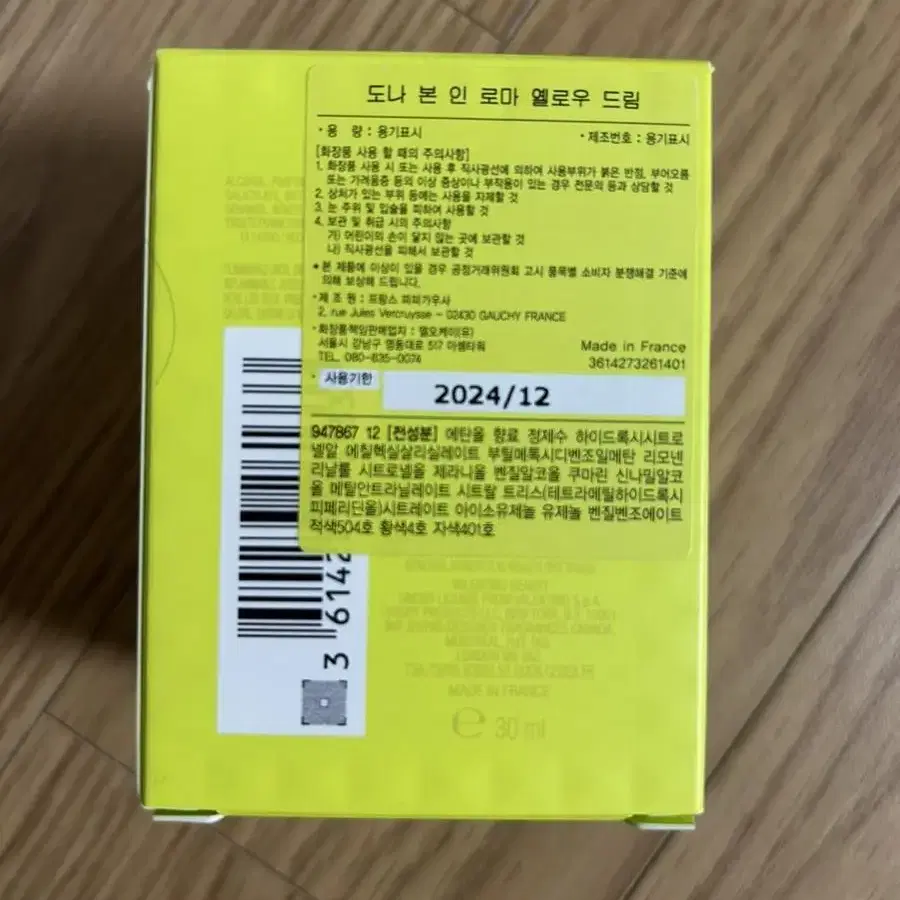 도나 본 인 로마 옐로우 드림
· 용 량 : 용기표시 · 제조번호 : 용기표시
[화장품 사용 할 때의 주의사항]
1. 화장품 사용 시 또는 사용 후 직사광선에 의하여 사용부위가 붉은 반점, 부어오름
또는 가려움증 등의 이상 증상이나 부작용이 있는 경우 전문의 등과 상담할 것
2. 상처가 있는 부위 등에는 사용을 자제할 것
3. 눈 주위 및 입술을 피하여 사용할 것
4. 보관 및 취급 시의 주의사항
가) 어린이의 손이 닿지 않는 곳에 보관할 것
나) 직사광선을 피해서 보관할 것
* 본 제품에 이상이 있을 경우 공정거래위원회 고시 품목별 소비자 분쟁해결 기준에
의해 보상해 드립니다.
· 제 조 원 : 프랑스 파피가우사
2, rue Jules Vercruysse - 02430 GAUCHY FRANCE
· 화장품책임판매업자 : 엘오케이(유)
서울시 강남구 영동대로 517 아셈타워
TEL. 080-835-0074
Made in France
3614273261401
· 사용기한 2024/12
947867 12 [전성분] 에탄올 향료 정제수 하이드록시시트로
넬알 에칠헥실살리실레이트 부틸메톡시디벤조일메탄 리모넨
리날룰 시트로넬올 제라니올 벤질알코올 쿠마린 신나밀알코
올 메틸안트라닐레이트 시트랄 트리스(테트라메틸하이드록시
피페리딘올)시트레이트 아이소유제놀 유제놀 벤질벤조에이트
적색504호 황색4호 자색401호
3 6142
MADE IN FRANCE
e 30 ml